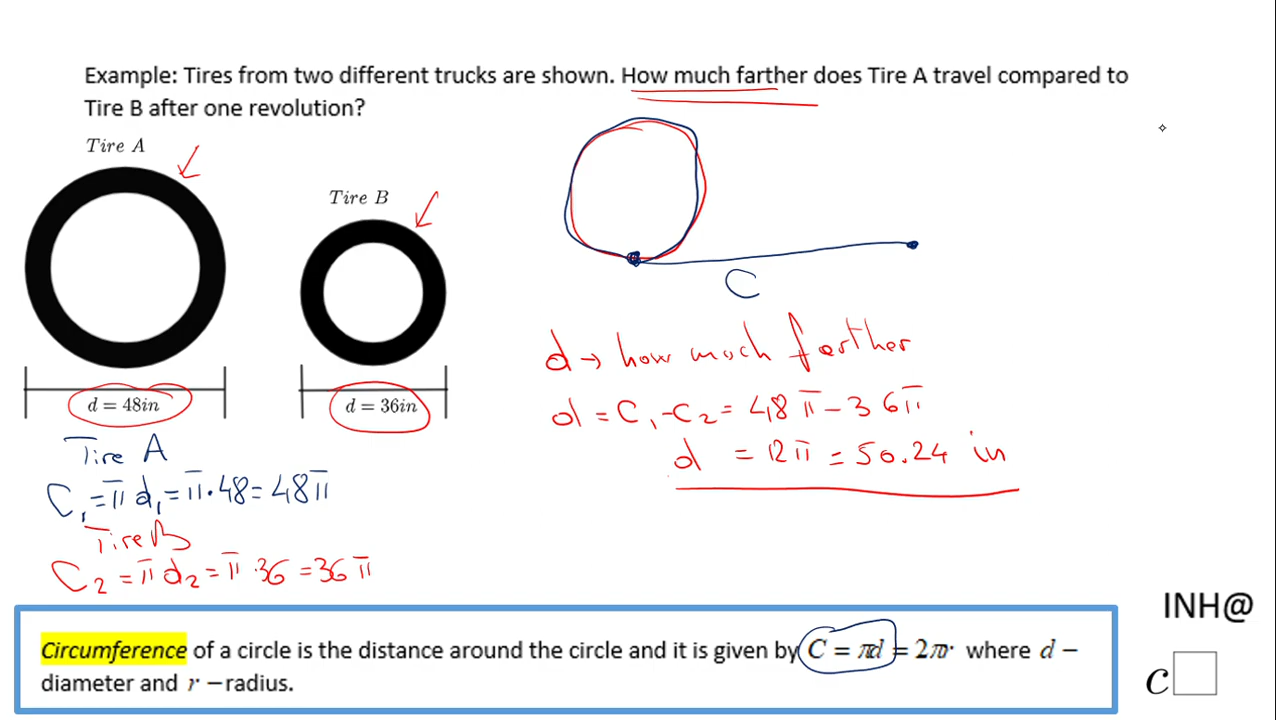 Example: Tires from two different trucks are shown. How much farther does Tire A travel compared to
Tire B after one revolution?
Tire A
Tire B
d = 48in
d = 36in
C
d → how much farther
d = C₁-C₂ = 48π - 36π
d = 12π = 50.24 in
Tire A
C₁ = πd₁ = π·48 = 48π
Tire B
C₂ = πd₂ = π·36 = 36π
INH@
Circumference of a circle is the distance around the circle and it is given by C = πd = 2πr where d –
diameter and r – radius.
c